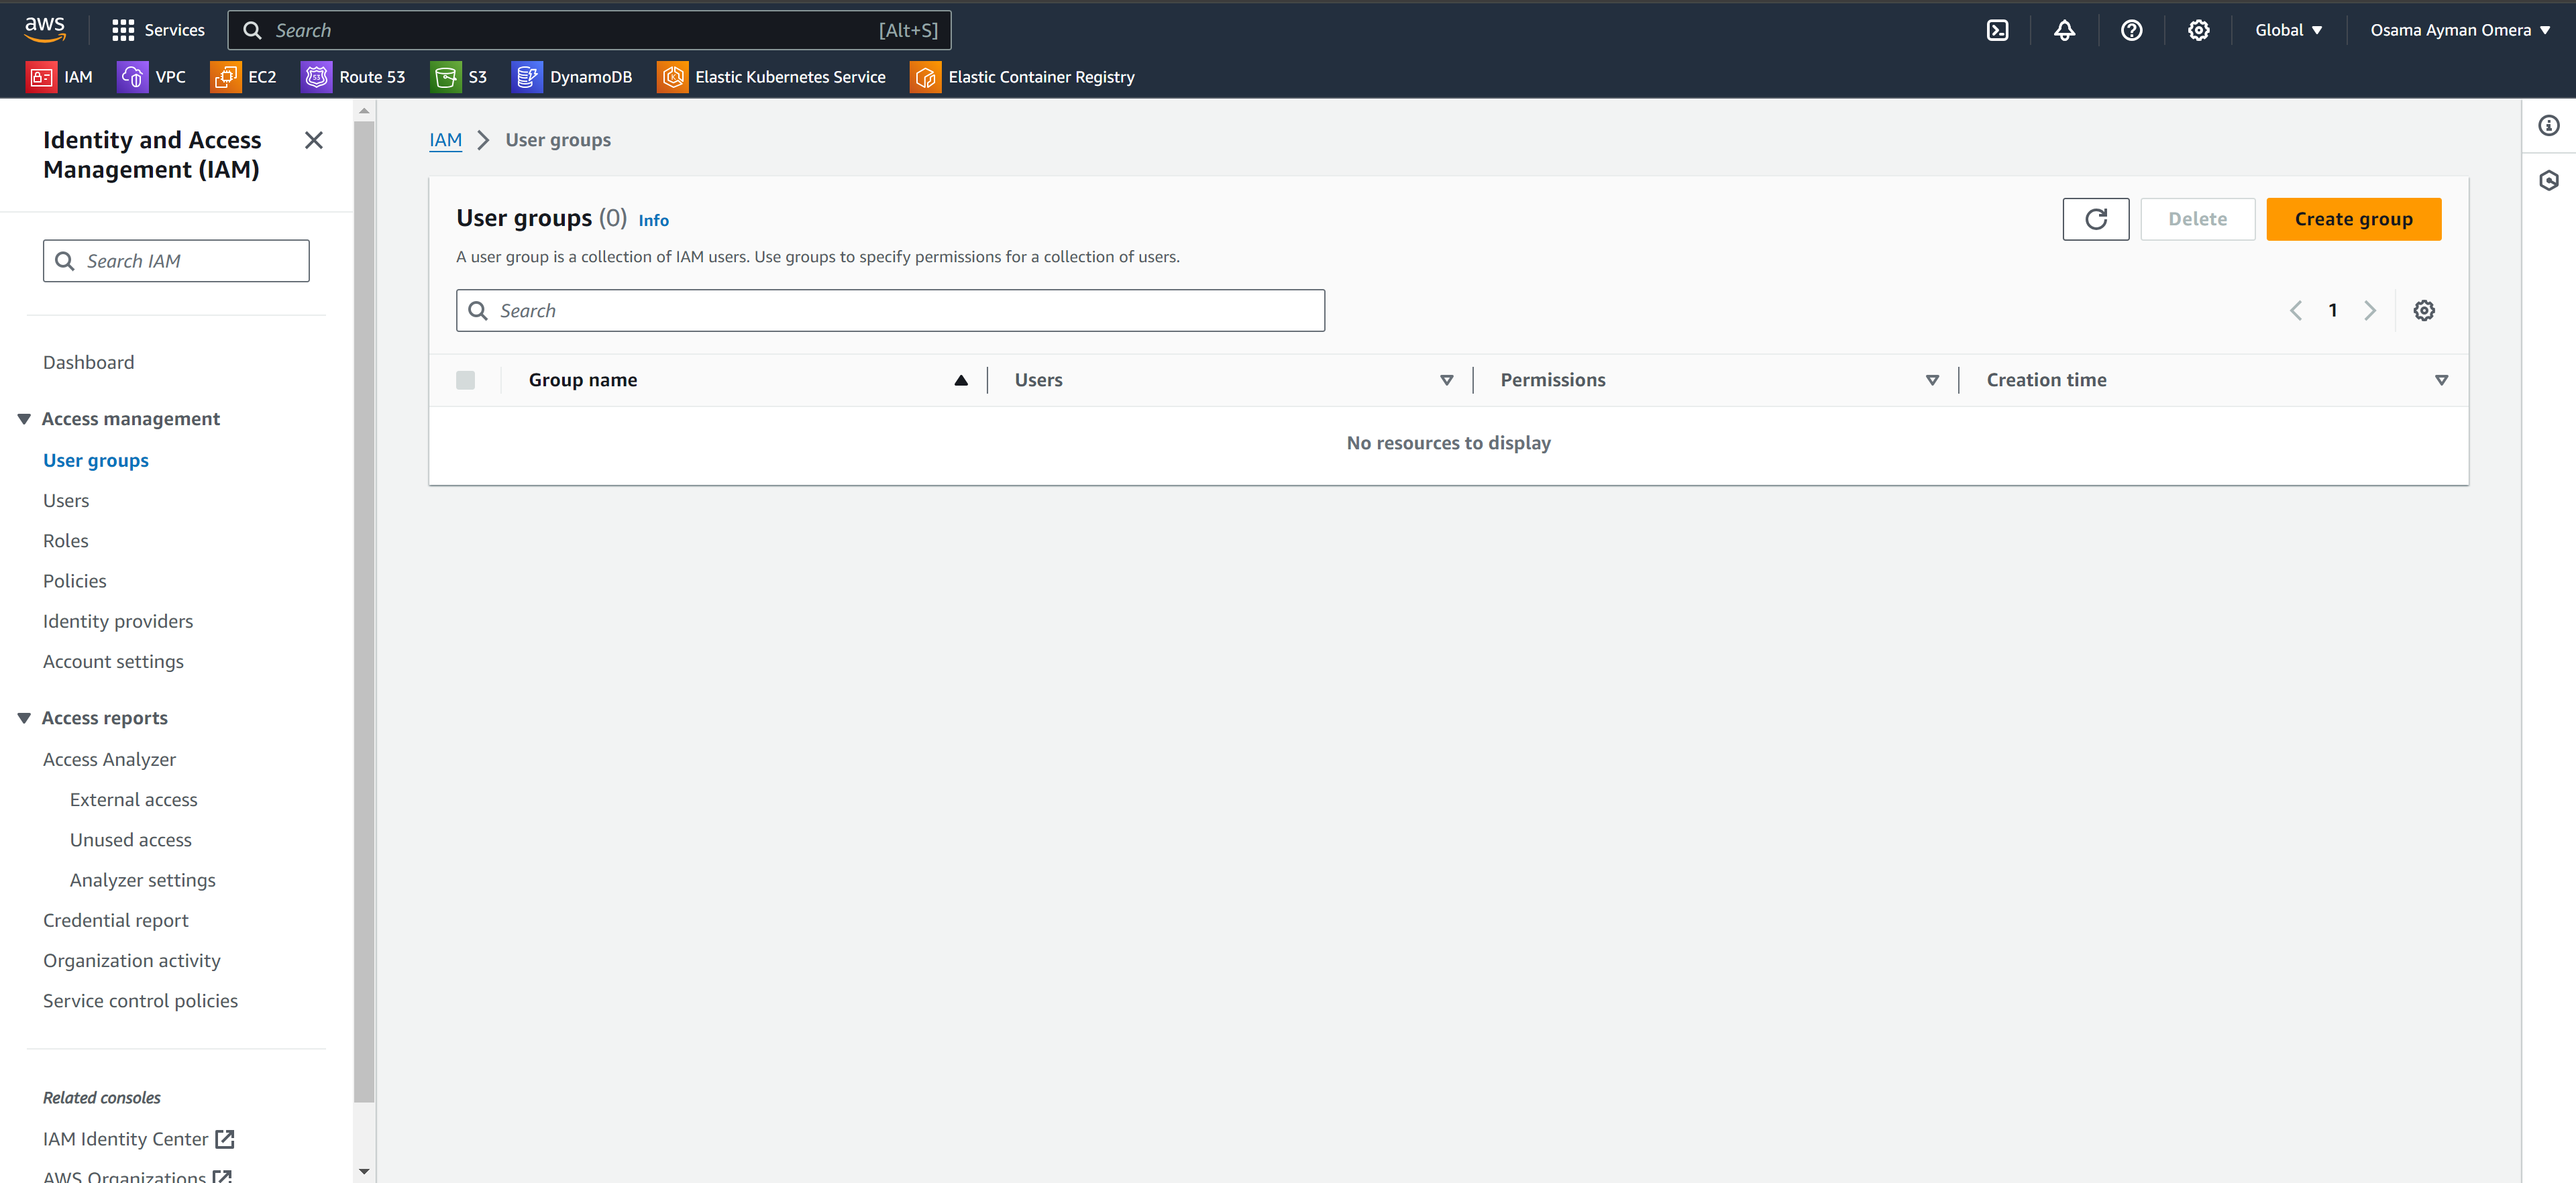 aws
Services
Search
[Alt+S]
Global
Osama Ayman Omera
IAM
VPC
EC2
Route 53
S3
DynamoDB
Elastic Kubernetes Service
Elastic Container Registry
Identity and Access
Management (IAM)
Search IAM
Dashboard
Access management
User groups
Users
Roles
Policies
Identity providers
Account settings
Access reports
Access Analyzer
External access
Unused access
Analyzer settings
Credential report
Organization activity
Service control policies
Related consoles
IAM Identity Center
AWS Organizations
IAM
User groups
User groups (0) Info
Delete
Create group
A user group is a collection of IAM users. Use groups to specify permissions for a collection of users.
Search
1
Group name
Users
Permissions
Creation time
No resources to display